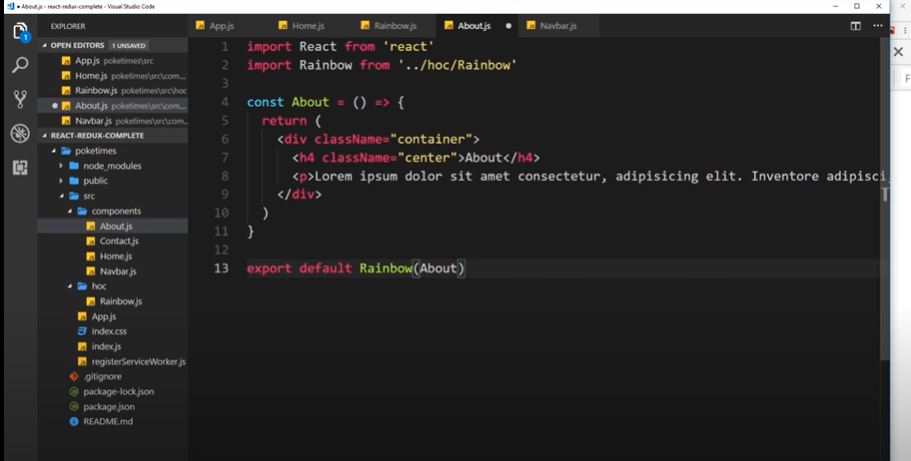 About.js - react-redux-complete - Visual Studio Code
EXPLORER
OPEN EDITORS 1 UNSAVED
App.js poketimes\src
Home.js poketimes\src\com...
Rainbow.js poketimes\src\hoc
About.js poketimes\src\com...
Navbar.js poketimes\src\com...
REACT-REDUX-COMPLETE
poketimes
node_modules
public
src
components
About.js
Contact.js
Home.js
Navbar.js
hoc
Rainbow.js
App.js
index.css
index.js
registerServiceWorker.js
.gitignore
package-lock.json
package.json
README.md
1
App.js Home.js Rainbow.js About.js Navbar.js
1 import React from 'react'
2 import Rainbow from '../hoc/Rainbow'
3
4 const About = () => {
5 return (
6 <div className="container">
7 <h4 className="center">About</h4>
8 <p>Lorem ipsum dolor sit amet consectetur, adipisicing elit. Inventore adipisci,
9 </div>
10 )
11 }
12
13 export default Rainbow(About)